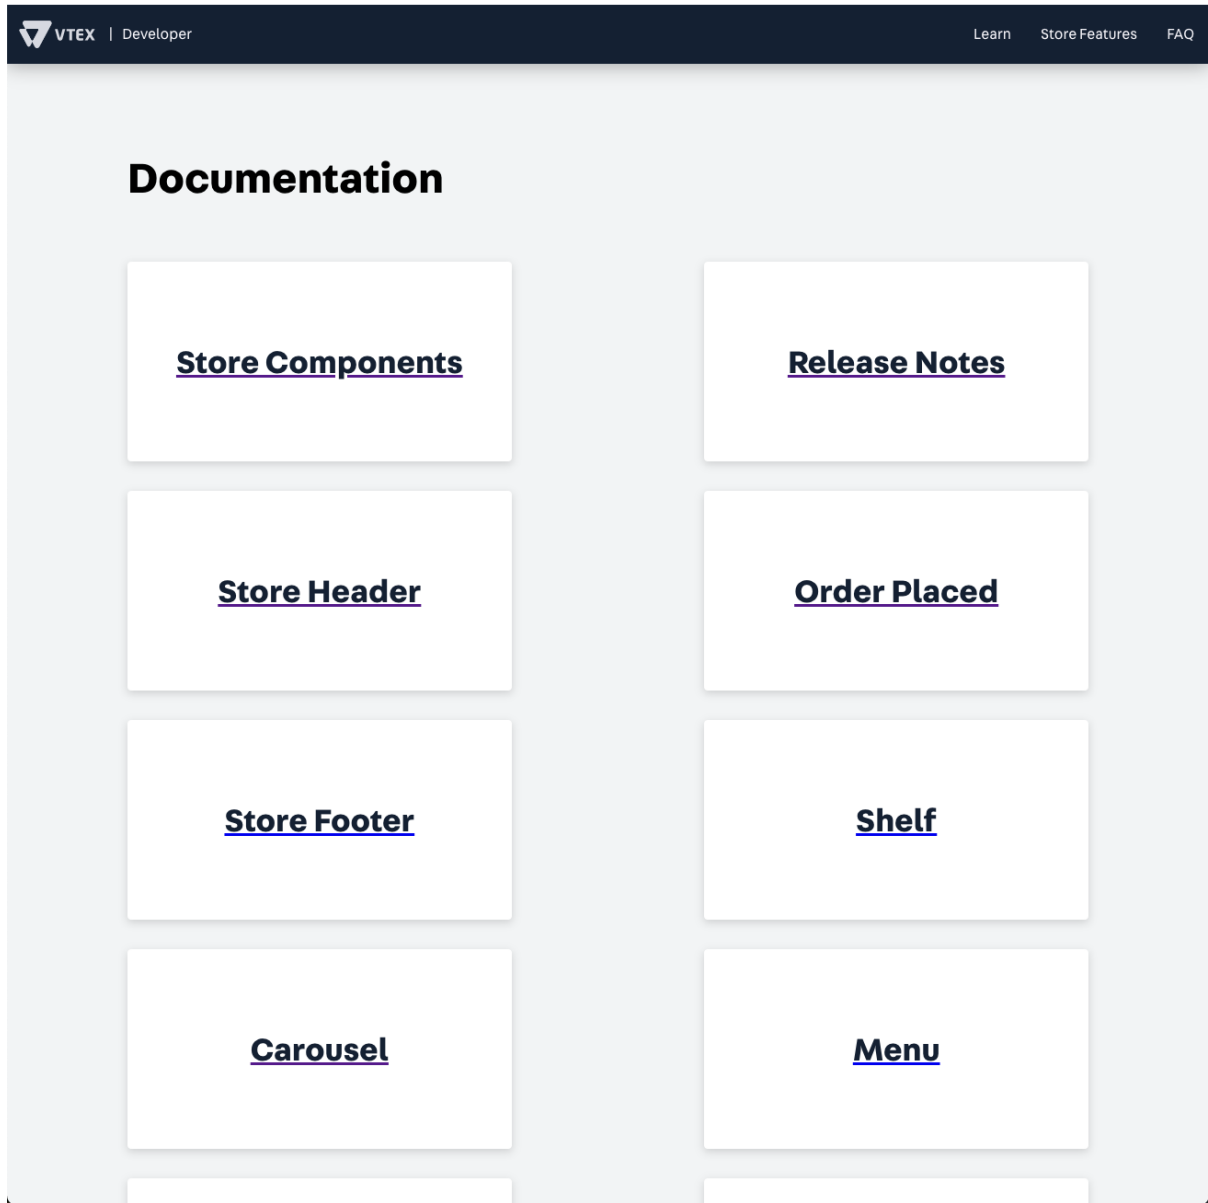 VTEX | Developer
Learn Store Features FAQ
Documentation
Store Components
Release Notes
Store Header
Order Placed
Store Footer
Shelf
Carousel
Menu